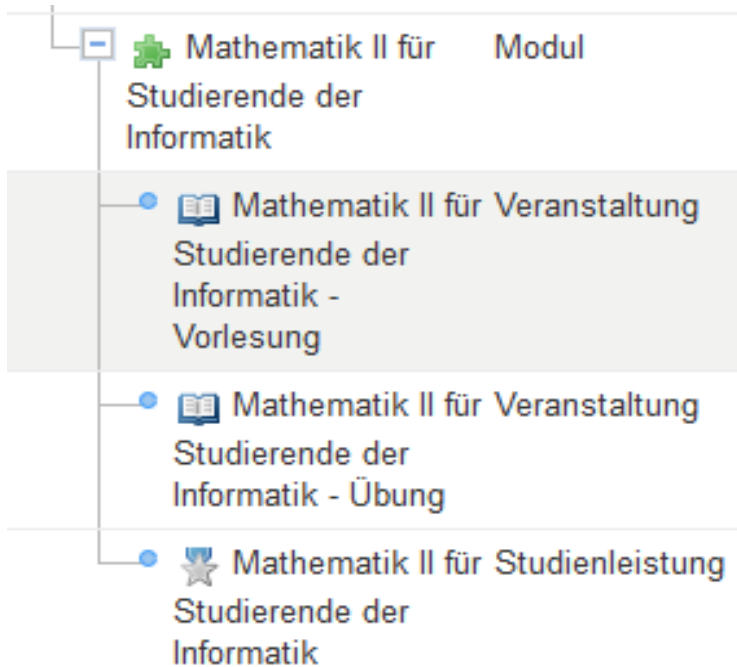 Mathematik II für Modul
Studierende der
Informatik
Mathematik II für Veranstaltung
Studierende der
Informatik -
Vorlesung
Mathematik II für Veranstaltung
Studierende der
Informatik - Übung
Mathematik II für Studienleistung
Studierende der
Informatik